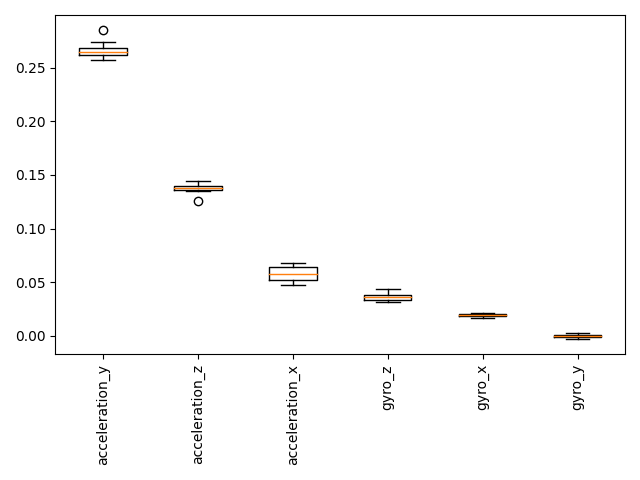 0.25
0.20
0.15
0.10
0.05
0.00
acceleration_y
acceleration_z
acceleration_x
gyro_z
gyro_x
gyro_y